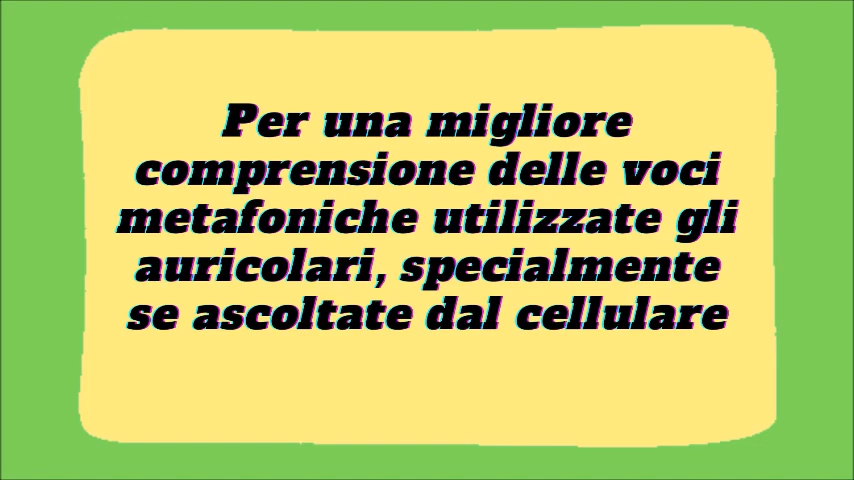 Per una migliore
comprensione delle voci
metafoniche utilizzate gli
auricolari, specialmente
se ascoltate dal cellulare